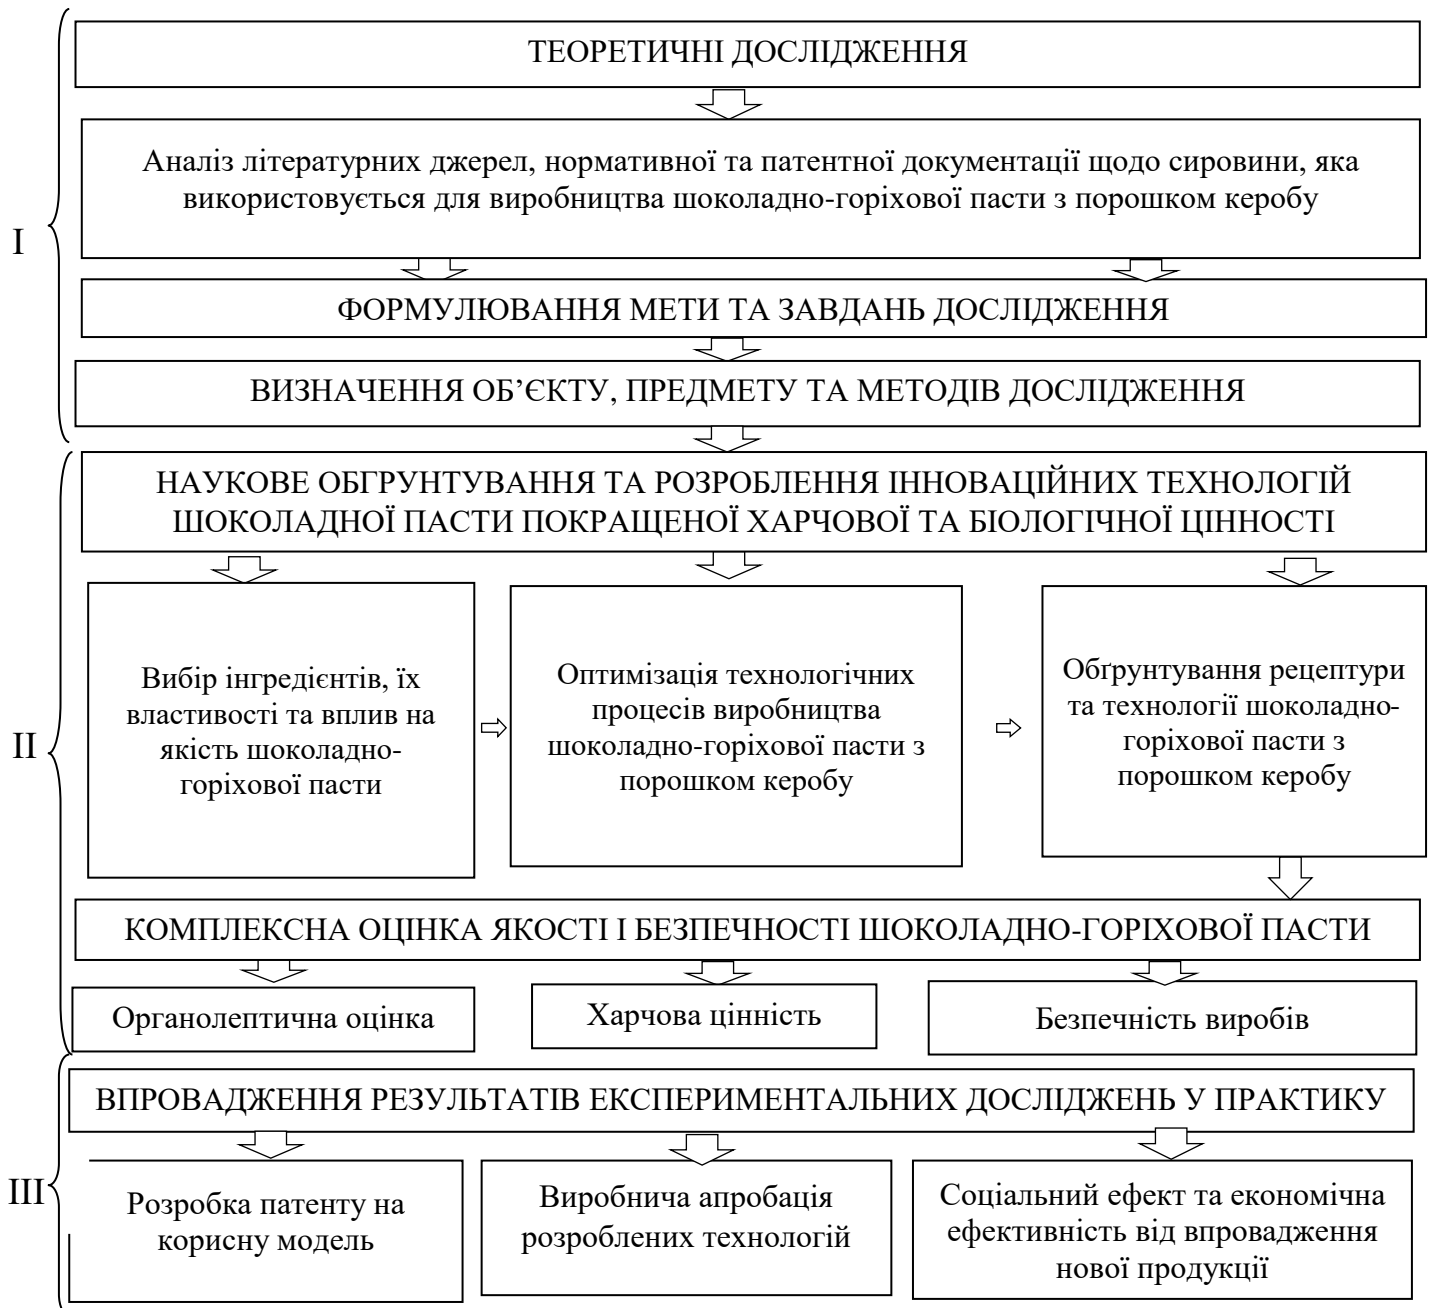 ТЕОРЕТИЧНІ ДОСЛІДЖЕННЯ
Аналіз літературних джерел, нормативної та патентної документації щодо сировини, яка
використовується для виробництва шоколадно-горіхової пасти з порошком керобу
I
ФОРМУЛЮВАННЯ МЕТИ ТА ЗАВДАНЬ ДОСЛІДЖЕННЯ
ВИЗНАЧЕННЯ ОБ’ЄКТУ, ПРЕДМЕТУ ТА МЕТОДІВ ДОСЛІДЖЕННЯ
НАУКОВЕ ОБГРУНТУВАННЯ ТА РОЗРОБЛЕННЯ ІННОВАЦІЙНИХ ТЕХНОЛОГІЙ
ШОКОЛАДНОЇ ПАСТИ ПОКРАЩЕНОЇ ХАРЧОВОЇ ТА БІОЛОГІЧНОЇ ЦІННОСТІ
II
Вибір інгредієнтів, їх
властивості та вплив на
якість шоколадно-
горіхової пасти
Оптимізація технологічних
процесів виробництва
шоколадно-горіхової пасти з
порошком керобу
Обґрунтування рецептури
та технології шоколадно-
горіхової пасти з
порошком керобу
КОМПЛЕКСНА ОЦІНКА ЯКОСТІ І БЕЗПЕЧНОСТІ ШОКОЛАДНО-ГОРІХОВОЇ ПАСТИ
Органолептична оцінка
Харчова цінність
Безпечність виробів
ВПРОВАДЖЕННЯ РЕЗУЛЬТАТІВ ЕКСПЕРИМЕНТАЛЬНИХ ДОСЛІДЖЕНЬ У ПРАКТИКУ
III
Розробка патенту на
корисну модель
Виробнича апробація
розроблених технологій
Соціальний ефект та економічна
ефективність від впровадження
нової продукції